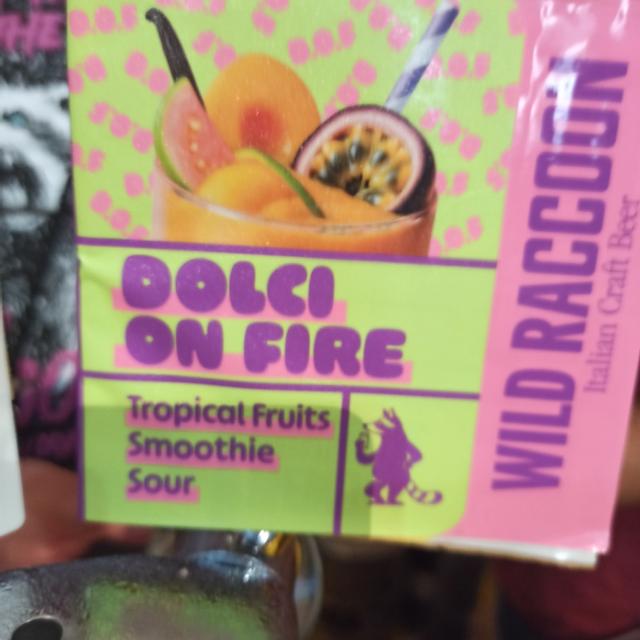 DOLCI
ON FIRE
Tropical Fruits
Smoothie
Sour
WILD RACCOON
Italian Craft Beer